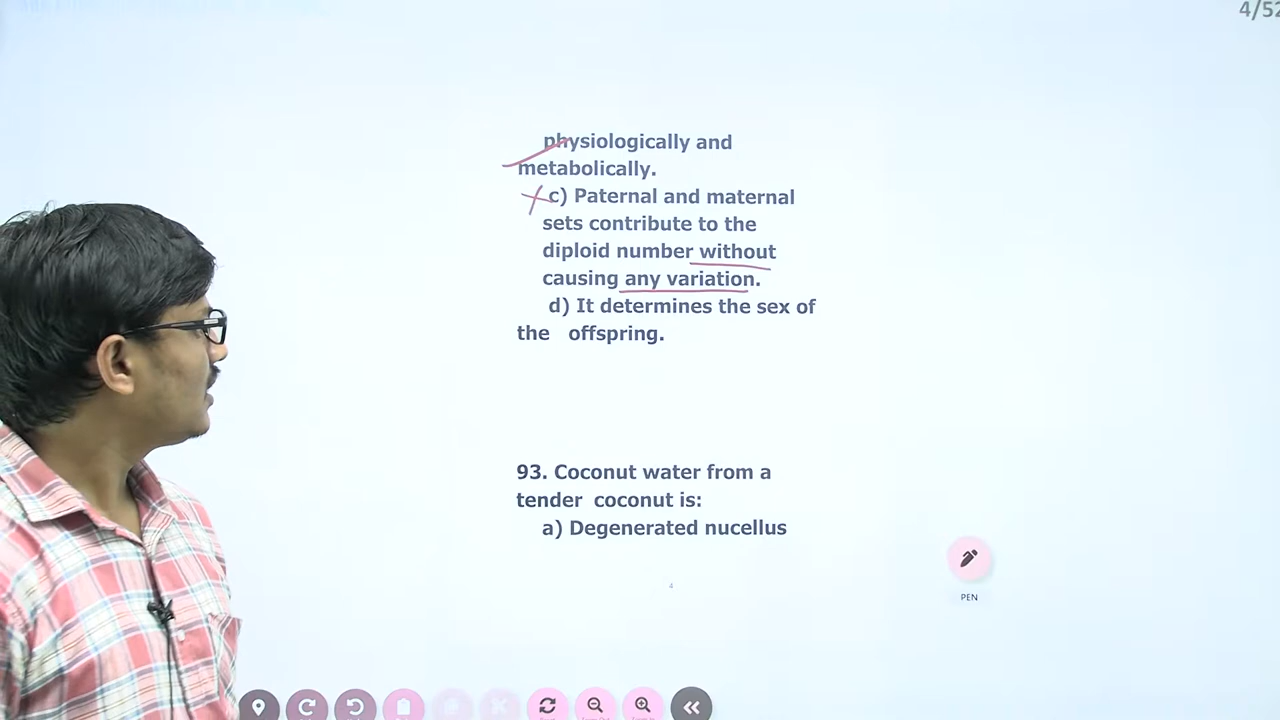 4/52
physiologically and
metabolically.
c) Paternal and maternal
sets contribute to the
diploid number without
causing any variation.
d) It determines the sex of
the offspring.
93. Coconut water from a
tender coconut is:
a) Degenerated nucellus
4
PEN